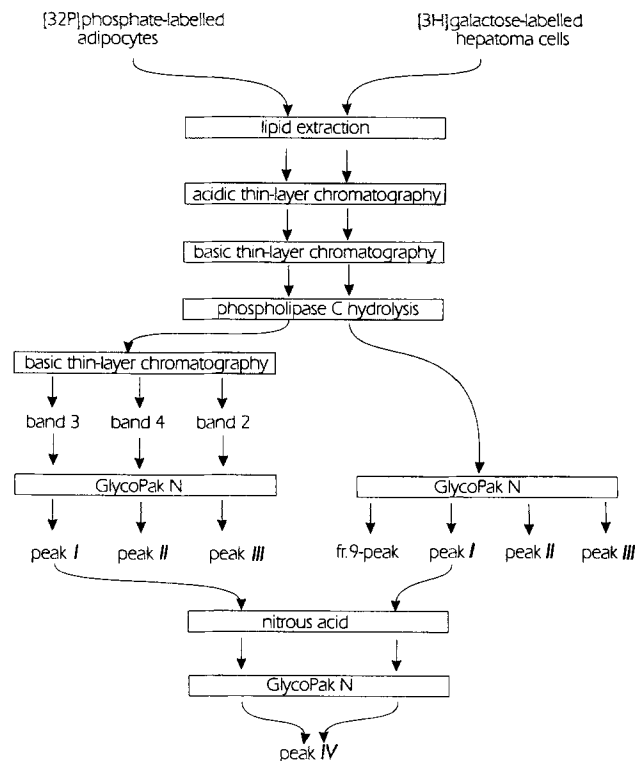 [32P]phosphate-labelled
adipocytes
[3H]galactose-labelled
hepatoma cells
lipid extraction
acidic thin-layer chromatography
basic thin-layer chromatography
phospholipase C hydrolysis
basic thin-layer chromatography
band 3 band 4 band 2
GlycoPak N
GlycoPak N
peak I peak II peak III
fr.9-peak peak I peak II peak III
nitrous acid
GlycoPak N
peak IV